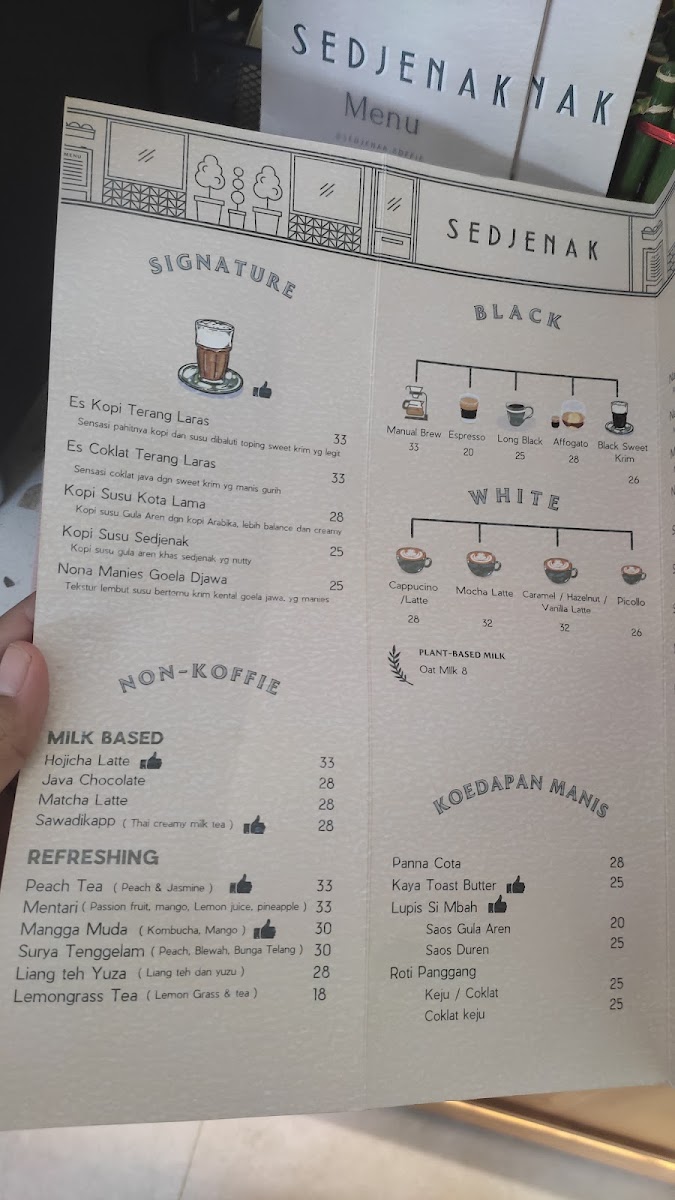 SEDJENAK NAK
Menu
@SEDJENAK.KOFFIE
MENU
SEDJENAK
SIGNATURE
Es Kopi Terang Laras 33
Sensasi pahitnya kopi dan susu dibaluti toping sweet krim yg legit
Es Coklat Terang Laras 33
Sensasi coklat java dgn sweet krim yg manis gurih
Kopi Susu Kota Lama 28
Kopi susu Gula Aren dgn kopi Arabika, lebih balance dan creamy
Kopi Susu Sedjenak 25
Kopi susu gula aren khas sedjenak yg nutty
Nona Manies Goela Djawa 25
Tekstur lembut susu bertemu krim kental goela jawa, yg manies
NON-KOFFIE
MILK BASED
Hojicha Latte 33
Java Chocolate 28
Matcha Latte 28
Sawadikapp ( Thai creamy milk tea ) 28
REFRESHING
Peach Tea ( Peach & Jasmine ) 33
Mentari ( Passion fruit, mango, Lemon juice, pineapple ) 33
Mangga Muda ( Kombucha, Mango ) 30
Surya Tenggelam ( Peach, Blewah, Bunga Telang ) 30
Liang teh Yuza ( Liang teh dan yuzu ) 28
Lemongrass Tea ( Lemon Grass & tea ) 18
BLACK
Manual Brew 33
Espresso 20
Long Black 25
Affogato 28
Black Sweet
Krim
26
WHITE
Cappucino
/Latte
28
Mocha Latte
32
Caramel / Hazelnut /
Vanilla Latte
32
Picollo
26
PLANT-BASED MILK
Oat Milk 8
KOEDAPAN MANIS
Panna Cota 28
Kaya Toast Butter 25
Lupis Si Mbah
Saos Gula Aren 20
Saos Duren 25
Roti Panggang
Keju / Coklat 25
Coklat keju 25